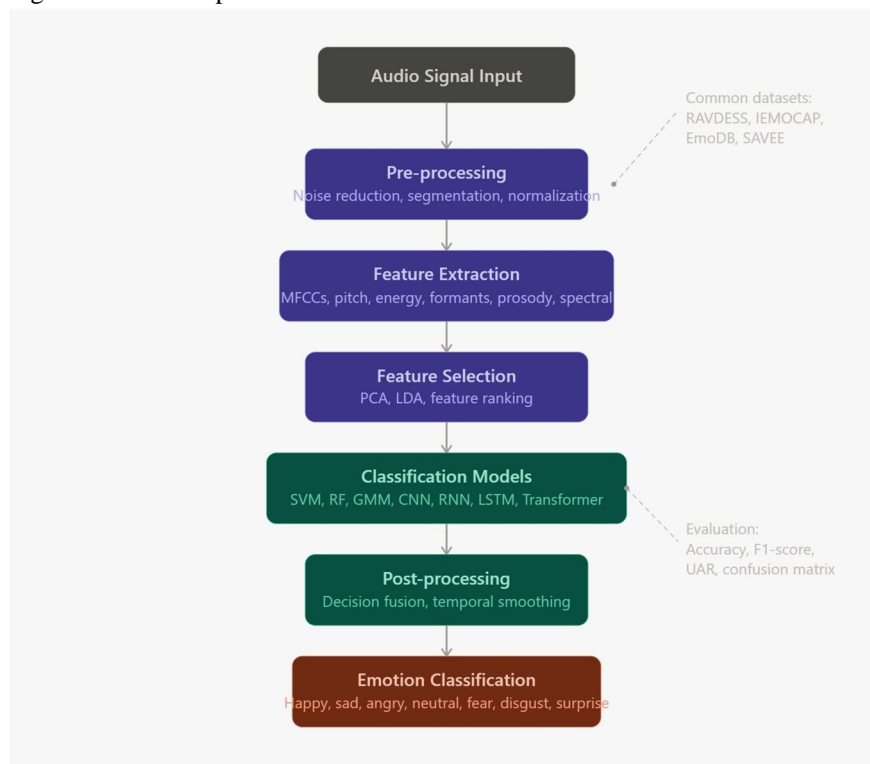 Audio Signal Input
Common datasets:
RAVDESS, IEMOCAP,
EmoDB, SAVEE
Pre-processing
Noise reduction, segmentation, normalization
Feature Extraction
MFCCs, pitch, energy, formants, prosody, spectral
Feature Selection
PCA, LDA, feature ranking
Classification Models
SVM, RF, GMM, CNN, RNN, LSTM, Transformer
Evaluation:
Accuracy, F1-score,
UAR, confusion matrix
Post-processing
Decision fusion, temporal smoothing
Emotion Classification
Happy, sad, angry, neutral, fear, disgust, surprise